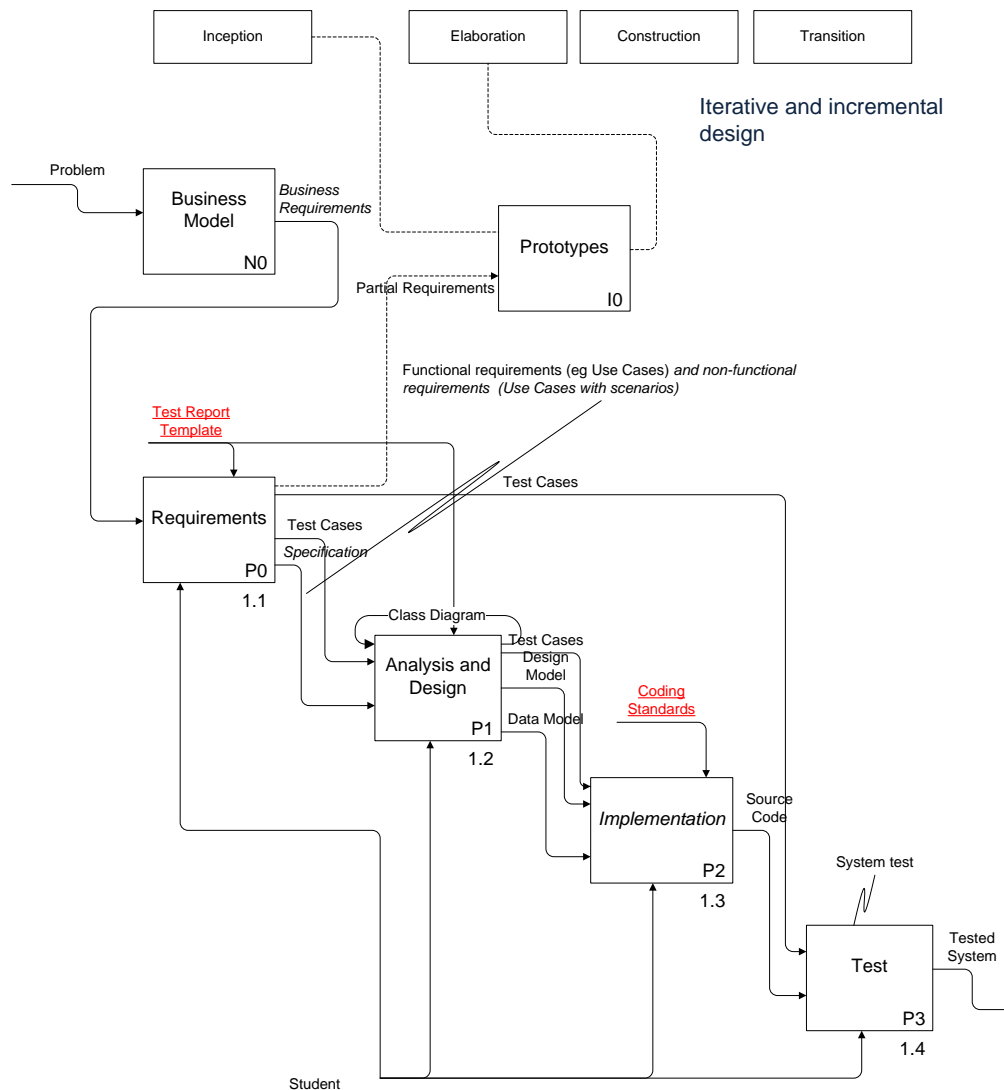 Inception
Elaboration
Construction
Transition
Iterative and incremental
design
Problem
Business
Model
N0
Business
Requirements
Prototypes
I0
Partial Requirements
Functional requirements (eg Use Cases) and non-functional
requirements (Use Cases with scenarios)
Test Report
Template
Test Cases
Requirements
P0
1.1
Test Cases
Specification
Class Diagram
Analysis and
Design
P1
1.2
Test Cases
Design
Model
Data Model
Coding
Standards
Implementation
P2
1.3
Source
Code
System test
Test
P3
1.4
Tested
System
Student